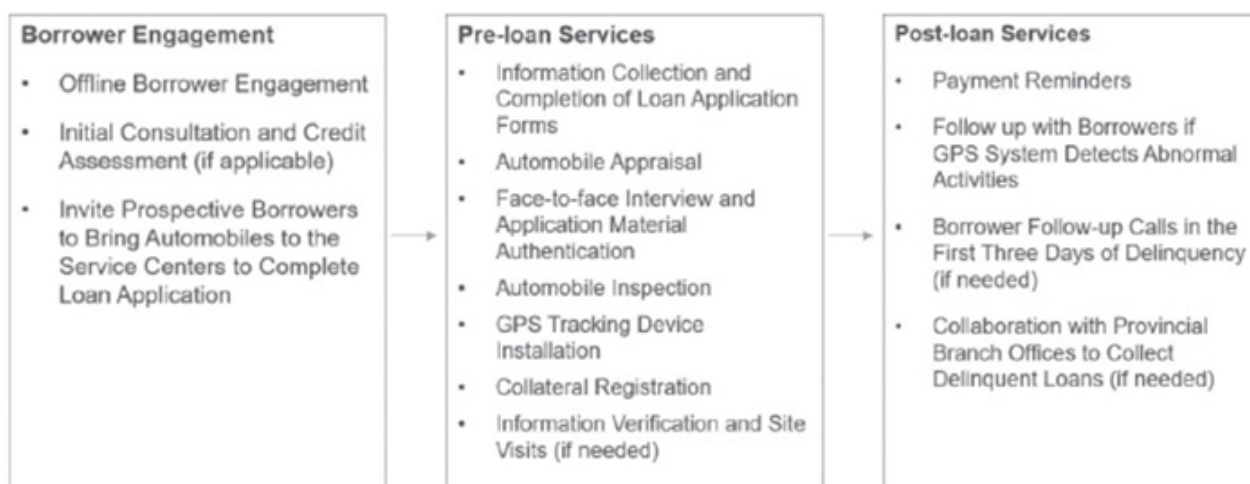 Borrower Engagement
• Offline Borrower Engagement
• Initial Consultation and Credit
Assessment (if applicable)
• Invite Prospective Borrowers
to Bring Automobiles to the
Service Centers to Complete
Loan Application
Pre-loan Services
• Information Collection and
Completion of Loan Application
Forms
• Automobile Appraisal
• Face-to-face Interview and
Application Material
Authentication
• Automobile Inspection
• GPS Tracking Device
Installation
• Collateral Registration
• Information Verification and Site
Visits (if needed)
Post-loan Services
• Payment Reminders
• Follow up with Borrowers if
GPS System Detects Abnormal
Activities
• Borrower Follow-up Calls in the
First Three Days of Delinquency
(if needed)
• Collaboration with Provincial
Branch Offices to Collect
Delinquent Loans (if needed)